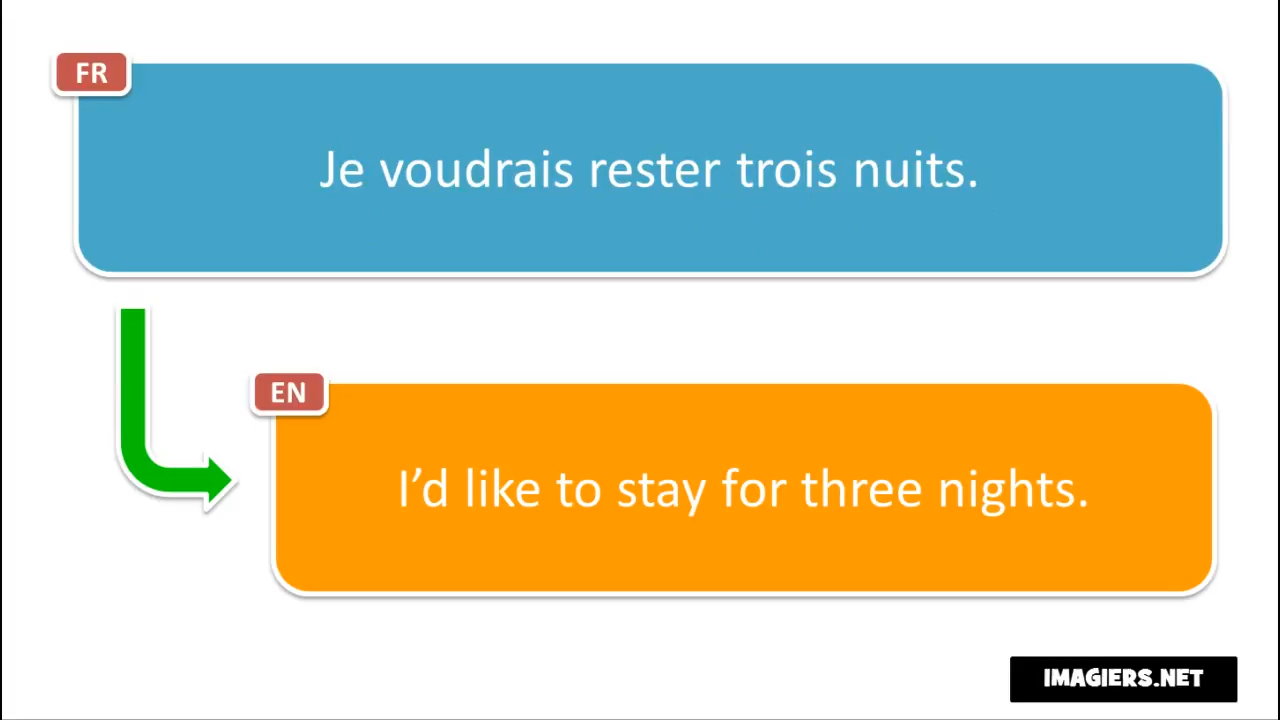 FR
Je voudrais rester trois nuits.
EN
I’d like to stay for three nights.
IMAGIERS.NET